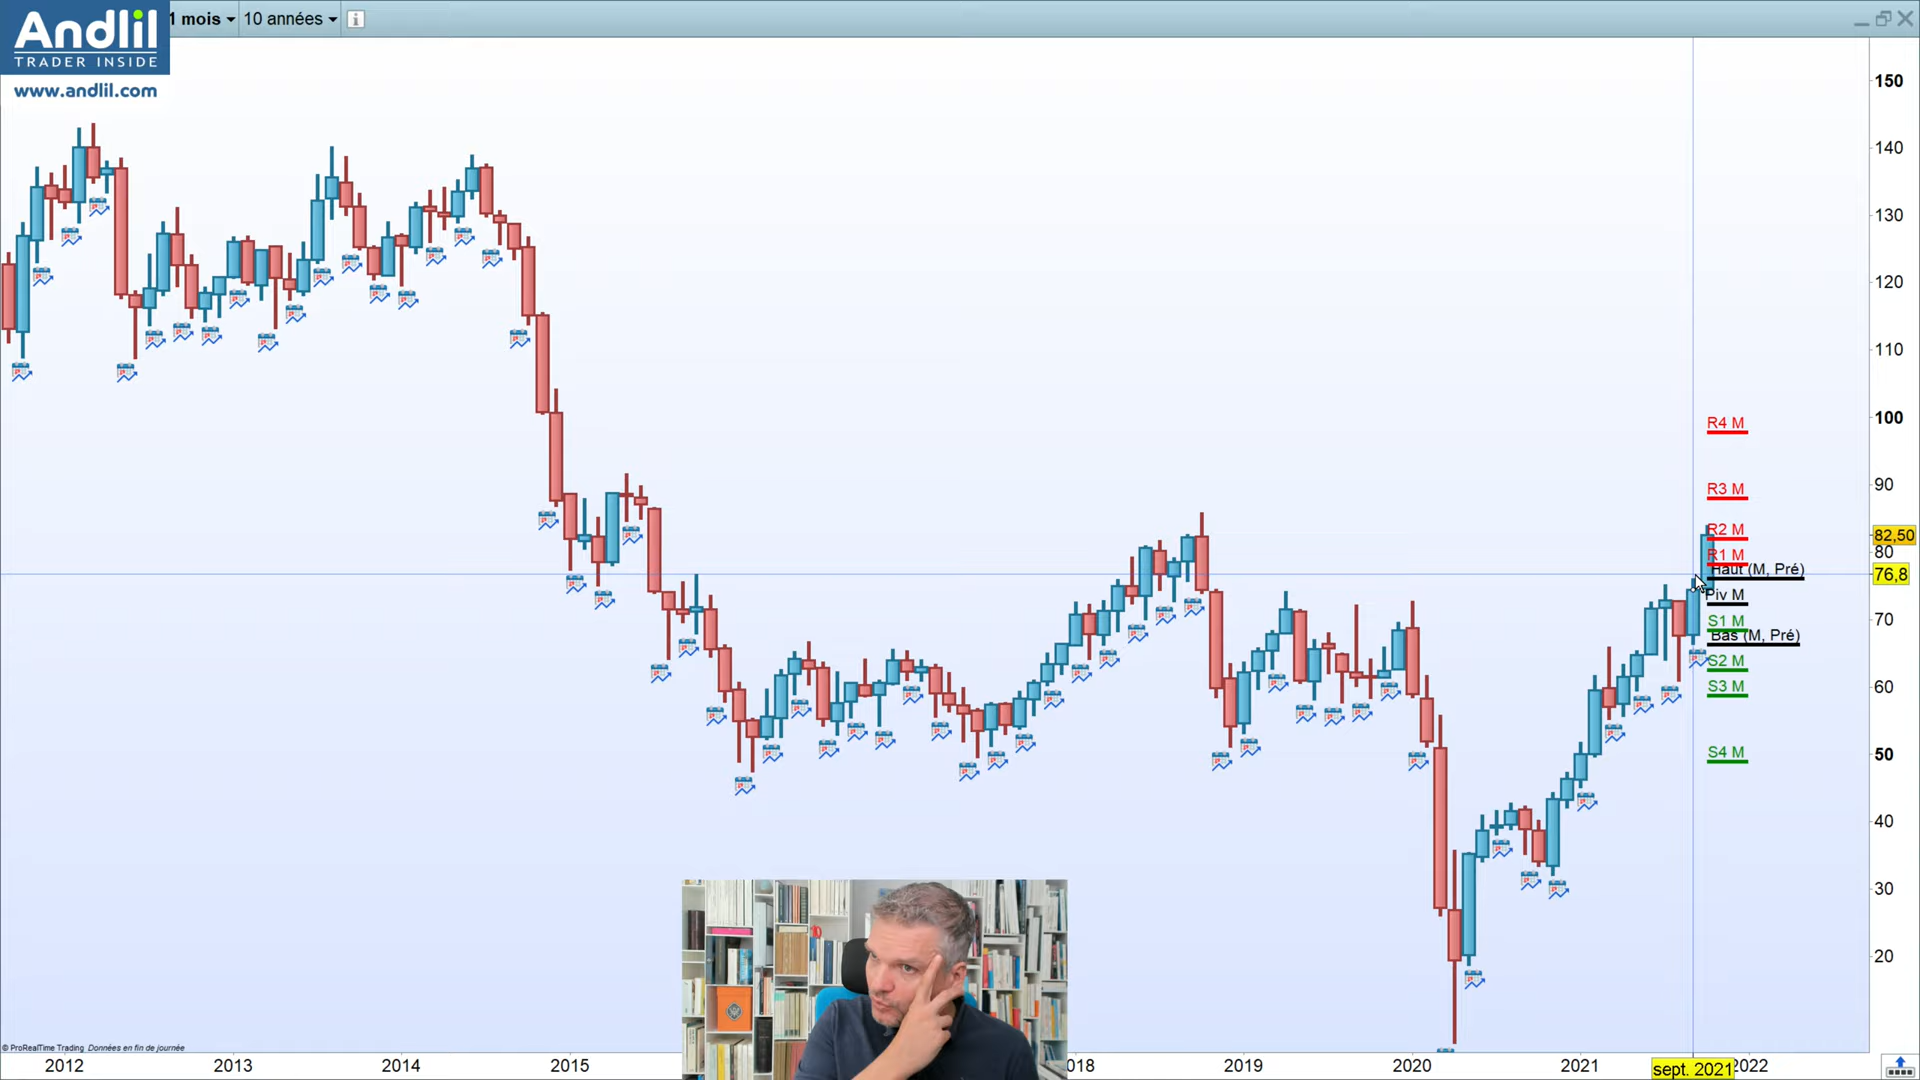 Andlil
TRADER INSIDE
www.andlil.com
1 mois
10 années
150
140
130
120
110
100
90
82,50
80
76,8
70
60
50
40
30
20
R4 M
R3 M
R2 M
R1 M
Haut (M, Pré)
Piv M
S1 M
Bas (M, Pré)
S2 M
S3 M
S4 M
© ProRealTime Trading Données en fin de journée
2012
2013
2014
2015
018
2019
2020
2021
sept. 2021
2022